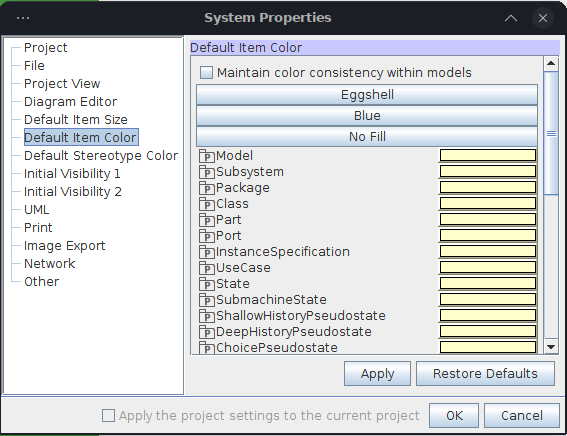 System Properties
Project
File
Project View
Diagram Editor
Default Item Size
Default Item Color
Default Stereotype Color
Initial Visibility 1
Initial Visibility 2
UML
Print
Image Export
Network
Other
Default Item Color
Maintain color consistency within models
Eggshell
Blue
No Fill
P Model
P Subsystem
P Package
P Class
P Part
P Port
P InstanceSpecification
P UseCase
P State
P SubmachineState
P ShallowHistoryPseudostate
P DeepHistoryPseudostate
P ChoicePseudostate
Apply
Restore Defaults
Apply the project settings to the current project
OK
Cancel